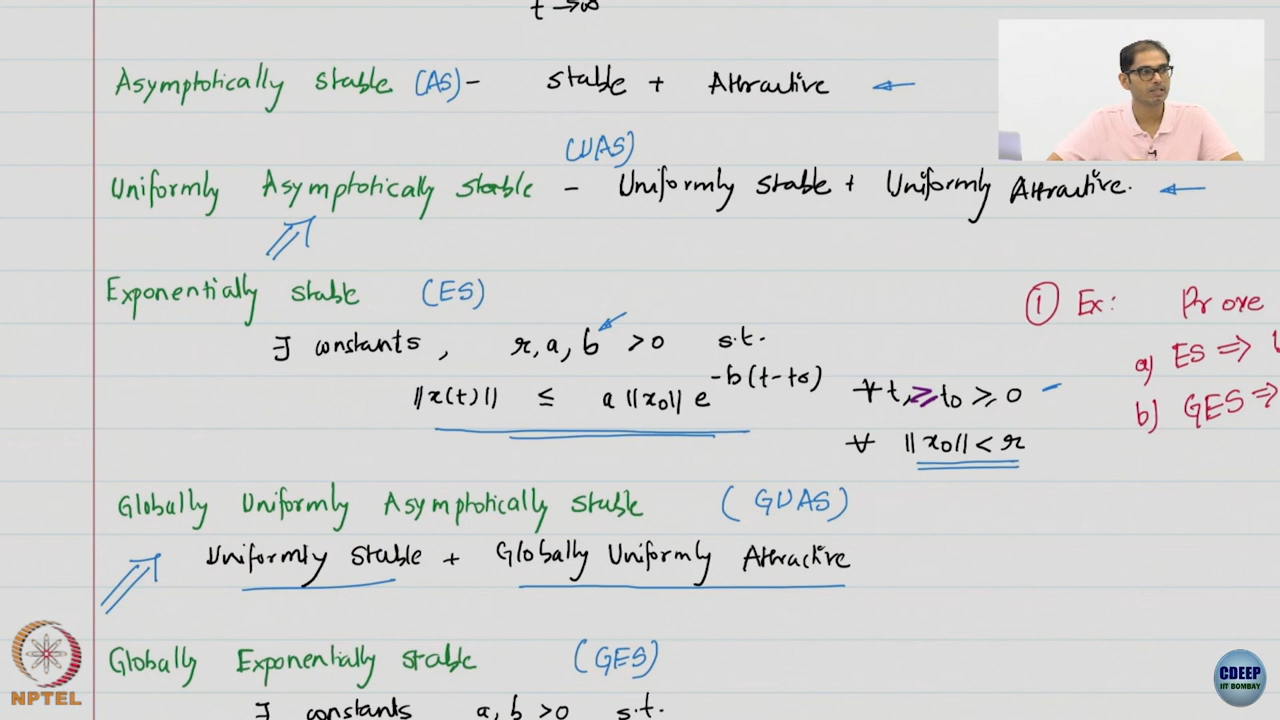 t → ∞
Asymptotically stable (AS) - stable + Attractive ←
(UAS)
Uniformly Asymptotically stable - Uniformly stable + Uniformly Attractive. ←
Exponentially stable (ES)
∃ constants, r, a, b > 0 s.t.
||x(t)|| ≤ a ||x₀|| e^{-b(t-t₀)} ∀ t, ≥ t₀ ≥ 0
∀ ||x₀|| < r
① Ex: Prove
a) ES ⇒ U
b) GES ⇒
Globally Uniformly Asymptotically stable (GUAS)
Uniformly stable + Globally Uniformly Attractive
Globally Exponentially stable (GES)
∃ constants a, b > 0 s.t.
NPTEL
CDEEP
IIT BOMBAY